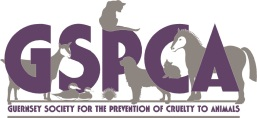 GSPCA
GUERNSEY SOCIETY FOR THE PREVENTION OF CRUELTY TO ANIMALS